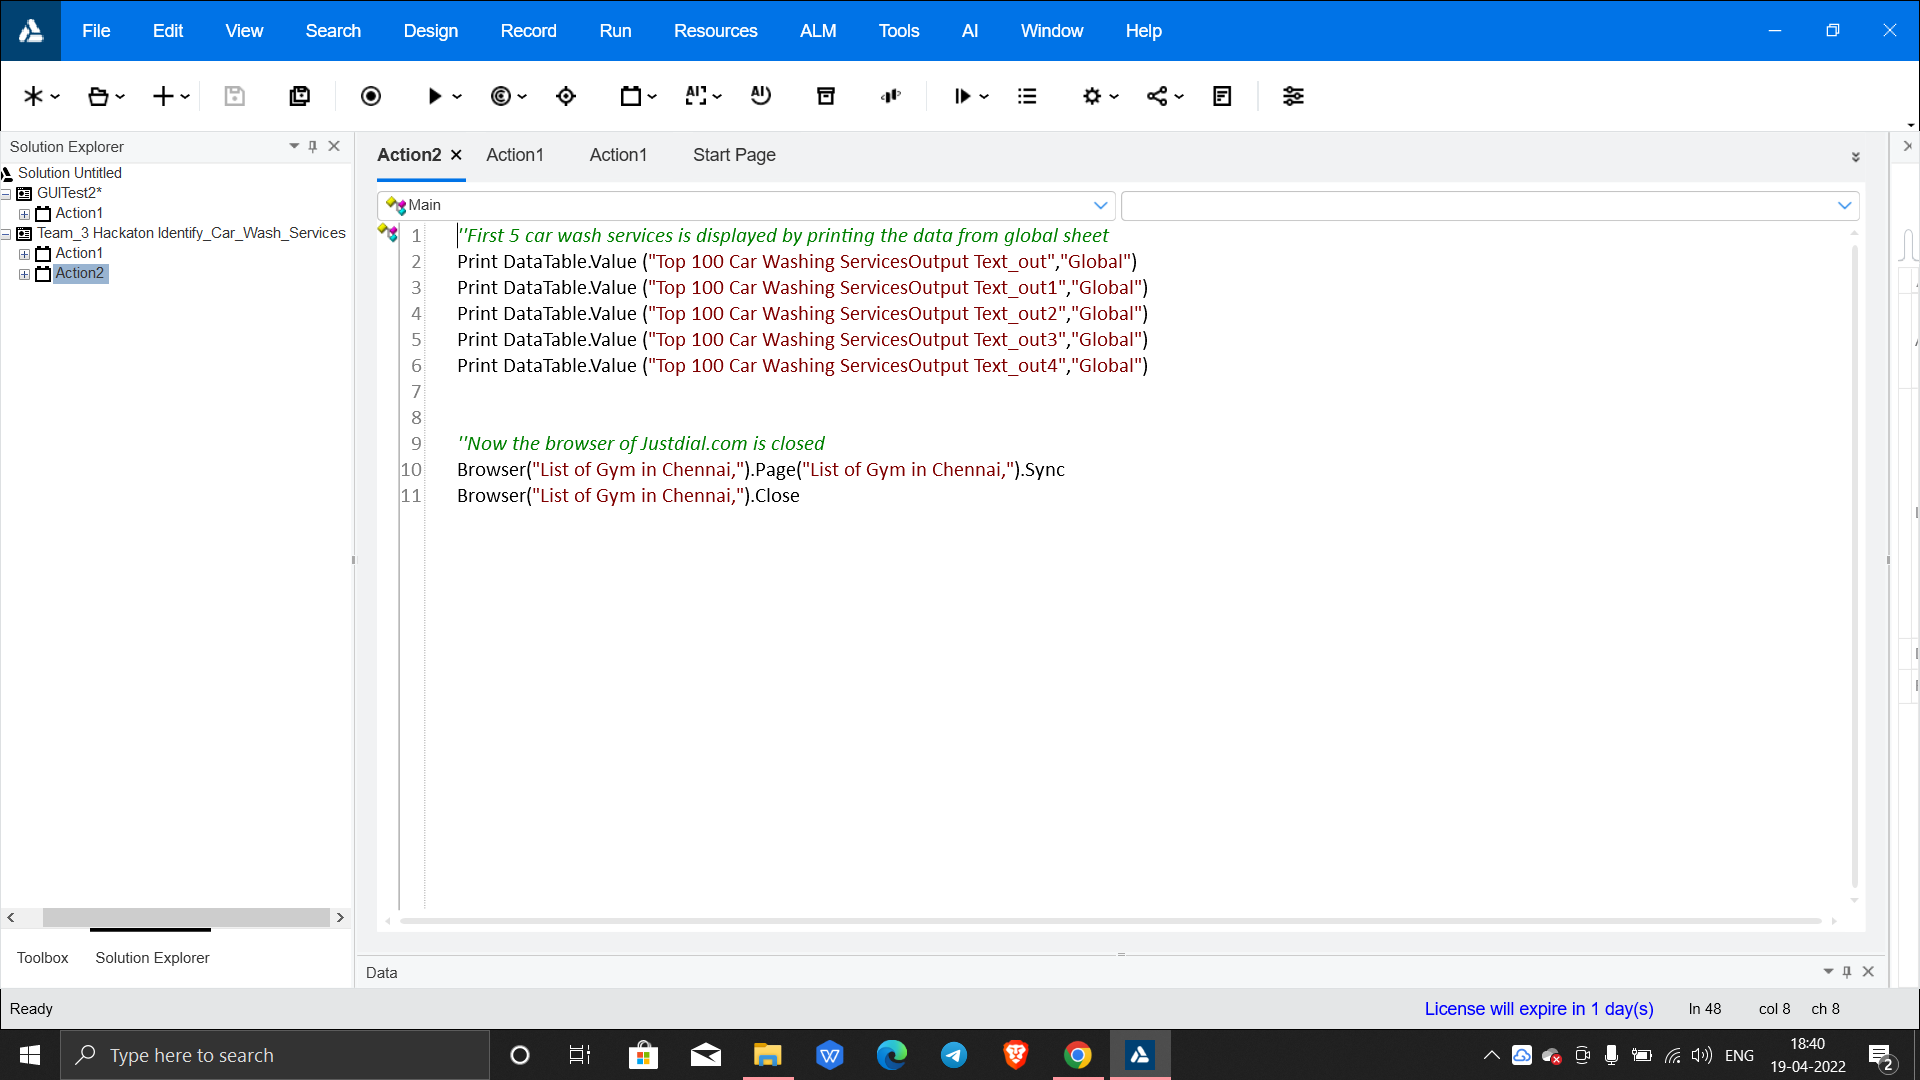 File Edit View Search Design Record Run Resources ALM Tools AI Window Help
Solution Explorer
Solution Untitled
GUITest2*
Action1
Team_3 Hackaton Identify_Car_Wash_Services
Action1
Action2
Toolbox Solution Explorer
Action2 Action1 Action1 Start Page
Main
1 ''First 5 car wash services is displayed by printing the data from global sheet
2 Print DataTable.Value ("Top 100 Car Washing ServicesOutput Text_out","Global")
3 Print DataTable.Value ("Top 100 Car Washing ServicesOutput Text_out1","Global")
4 Print DataTable.Value ("Top 100 Car Washing ServicesOutput Text_out2","Global")
5 Print DataTable.Value ("Top 100 Car Washing ServicesOutput Text_out3","Global")
6 Print DataTable.Value ("Top 100 Car Washing ServicesOutput Text_out4","Global")
7
8
9 ''Now the browser of Justdial.com is closed
10 Browser("List of Gym in Chennai,").Page("List of Gym in Chennai,").Sync
11 Browser("List of Gym in Chennai,").Close
Data
Ready License will expire in 1 day(s) ln 48 col 8 ch 8
Type here to search ENG 18:40
19-04-2022 2